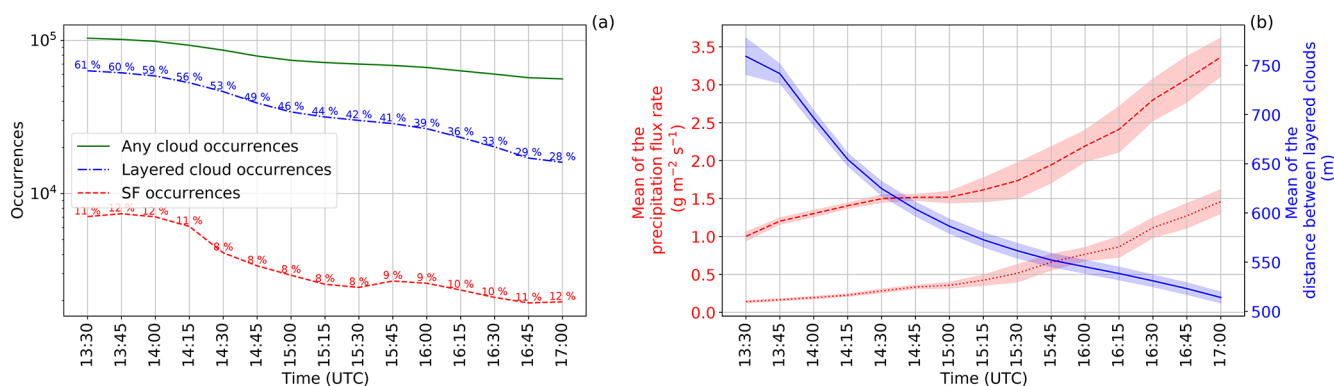 (a)
10^5
10^4
Occurrences
61 % 60 % 59 % 56 % 53 % 49 % 46 % 44 % 42 % 41 % 39 % 36 % 33 % 29 % 28 %
Any cloud occurrences
Layered cloud occurrences
SF occurrences
11 % 12 % 12 % 11 % 8 % 8 % 8 % 8 % 8 % 9 % 9 % 10 % 10 % 11 % 12 %
13:30 13:45 14:00 14:15 14:30 14:45 15:00 15:15 15:30 15:45 16:00 16:15 16:30 16:45 17:00
Time (UTC)
(b)
3.5
3.0
2.5
2.0
1.5
1.0
0.5
0.0
Mean of the
precipitation flux rate
(g m⁻² s⁻¹)
750
700
650
600
550
500
Mean of the
distance between layered clouds
(m)
13:30 13:45 14:00 14:15 14:30 14:45 15:00 15:15 15:30 15:45 16:00 16:15 16:30 16:45 17:00
Time (UTC)